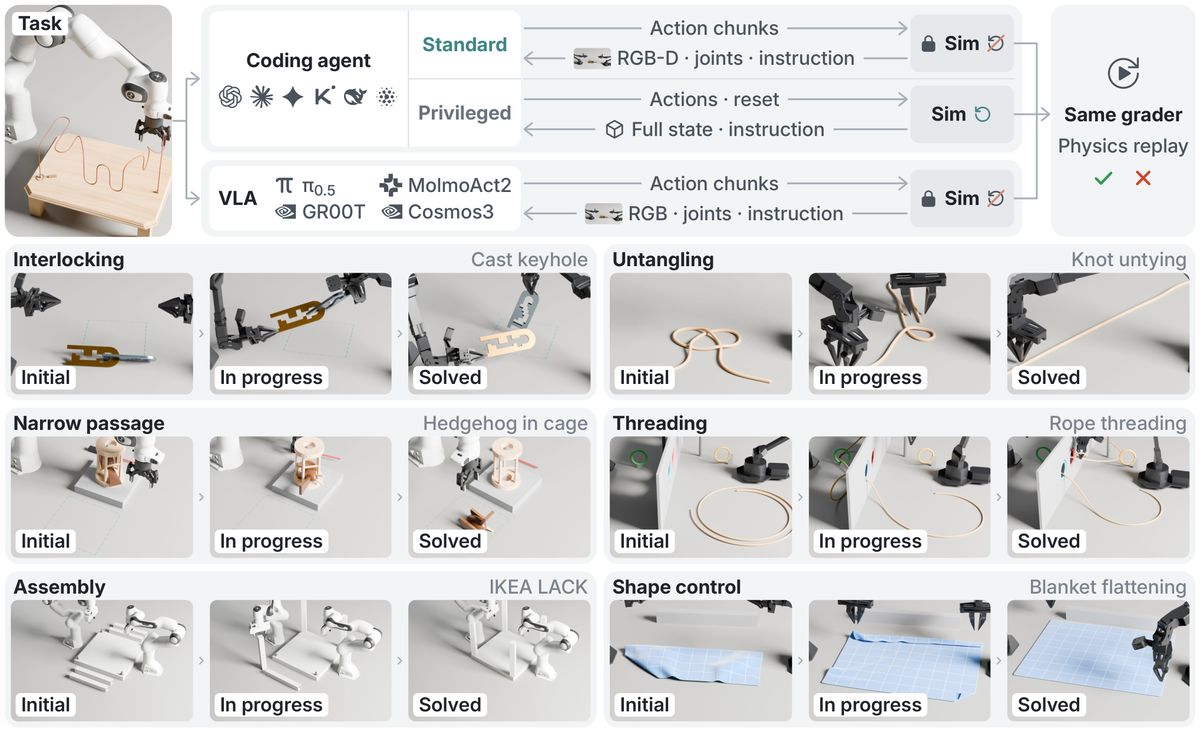 Task
Coding agent
Standard
Action chunks
RGB-D · joints · instruction
Sim
Privileged
Actions · reset
Full state · instruction
Sim
VLA
π π0.5
MolmoAct2
GR00T
Cosmos3
Action chunks
RGB · joints · instruction
Sim
Same grader
Physics replay
Interlocking
Cast keyhole
Initial
In progress
Solved
Untangling
Knot untying
Initial
In progress
Solved
Narrow passage
Hedgehog in cage
Initial
In progress
Solved
Threading
Rope threading
Initial
In progress
Solved
Assembly
IKEA LACK
Initial
In progress
Solved
Shape control
Blanket flattening
Initial
In progress
Solved